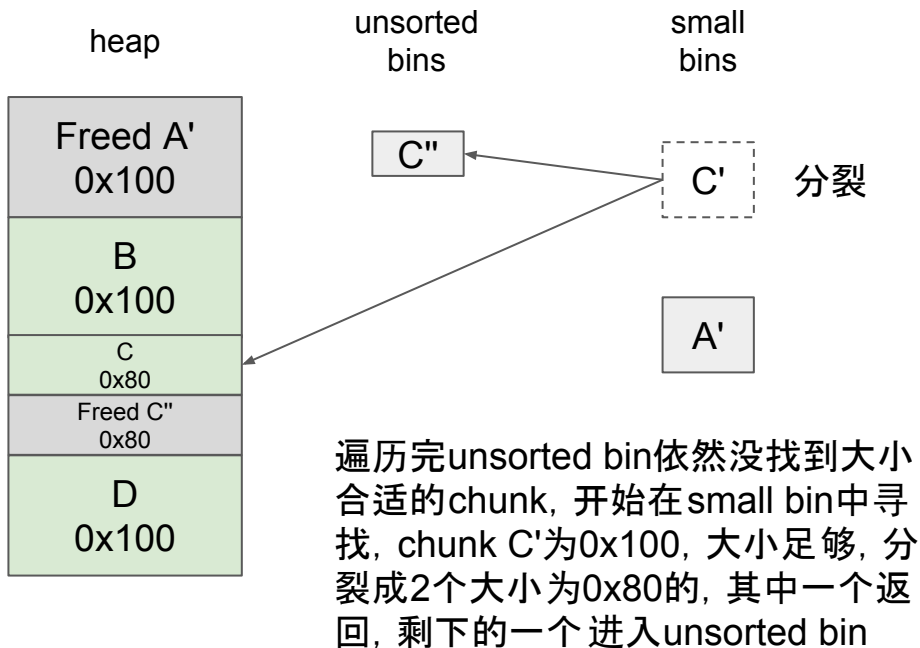 heap
unsorted
bins
small
bins
Freed A'
0x100
B
0x100
C
0x80
Freed C''
0x80
D
0x100
C''
C'
分裂
A'
遍历完unsorted bin依然没找到大小
合适的chunk, 开始在small bin中寻
找, chunk C'为0x100, 大小足够, 分
裂成2个大小为0x80的, 其中一个返
回, 剩下的一个进入unsorted bin